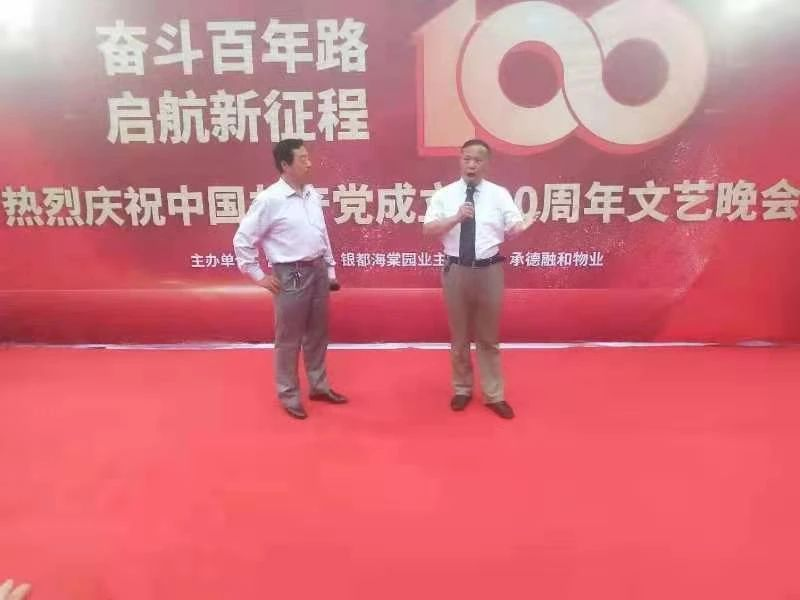 奋斗百年路
100
启航新征程
热烈庆祝中国 产党成立 0周年文艺晚会
主办单 银都海棠园业主 承德融和物业